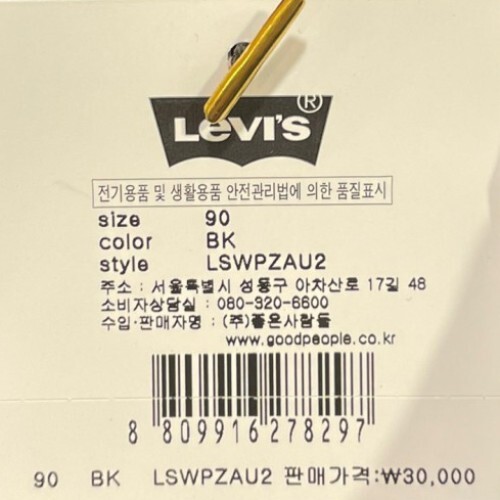 Levi's®
전기용품 및 생활용품 안전관리법에 의한 품질표시
size 90
color BK
style LSWPZAU2
주소 : 서울특별시 성동구 아차산로 17길 48
소비자상담실 : 080-320-6600
수입·판매자명 : (주)좋은사람들
www.goodpeople.co.kr
8 809916 278297
90 BK LSWPZAU2 판매가격:₩30,000